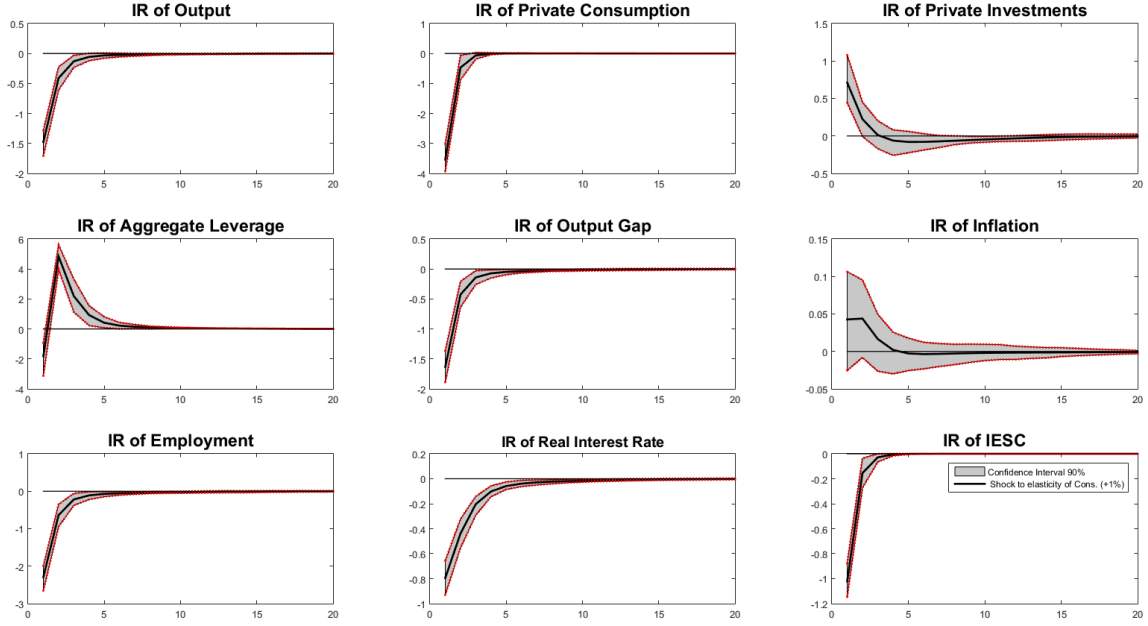 IR of Output
0.5
0
-0.5
-1
-1.5
-2
0 5 10 15 20
IR of Private Consumption
1
0
-1
-2
-3
-4
0 5 10 15 20
IR of Private Investments
1.5
1
0.5
0
-0.5
0 5 10 15 20
IR of Aggregate Leverage
6
4
2
0
-2
-4
0 5 10 15 20
IR of Output Gap
0.5
0
-0.5
-1
-1.5
-2
0 5 10 15 20
IR of Inflation
0.15
0.1
0.05
0
-0.05
0 5 10 15 20
IR of Employment
1
0
-1
-2
-3
0 5 10 15 20
IR of Real Interest Rate
0.2
0
-0.2
-0.4
-0.6
-0.8
-1
0 5 10 15 20
IR of IESC
0
-0.2
-0.4
-0.6
-0.8
-1
-1.2
0 5 10 15 20
Confidence Interval 90%
Shock to elasticity of Cons. (+1%)